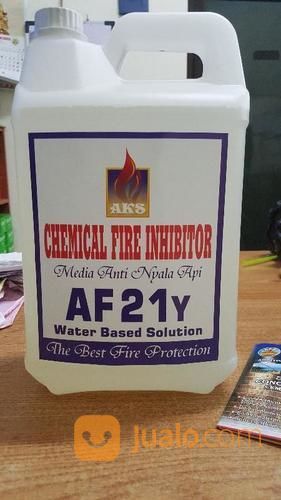 AKS
CHEMICAL FIRE INHIBITOR
Media Anti Nyala Api
AF21Y
Water Based Solution
The Best Fire Protection
jualo.com